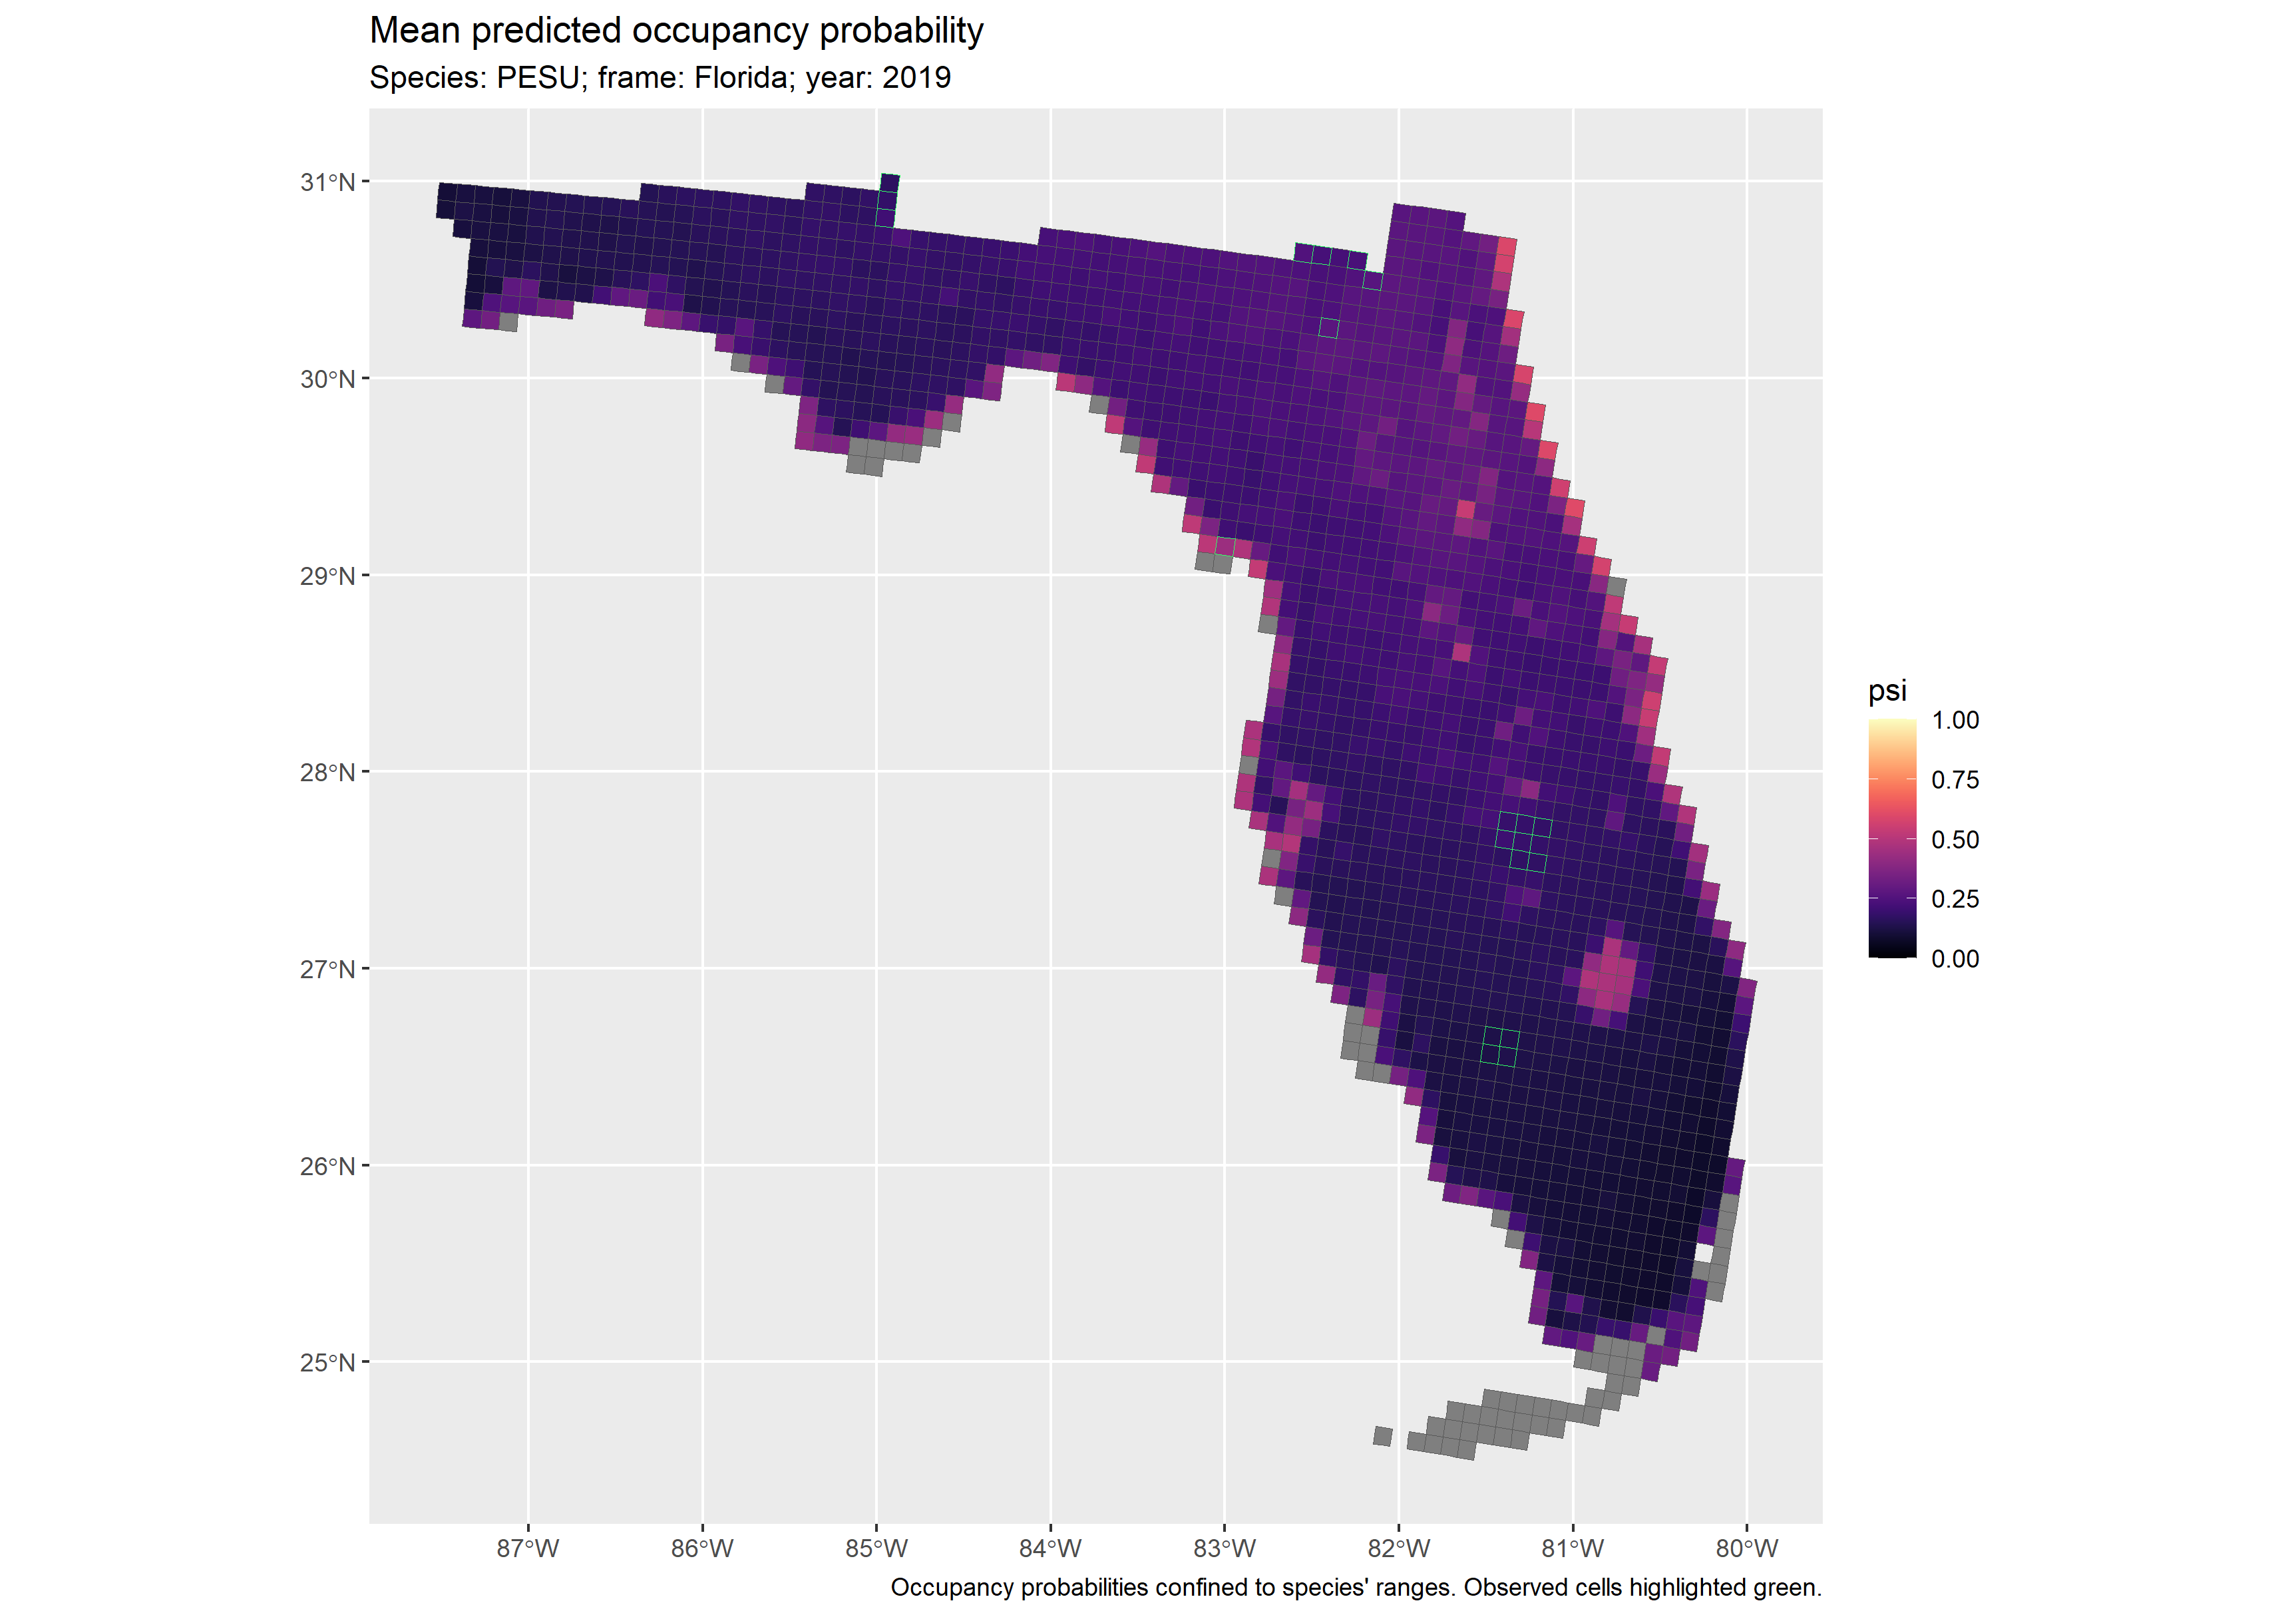 Mean predicted occupancy probability
Species: PESU; frame: Florida; year: 2019
31°N
30°N
29°N
28°N
27°N
26°N
25°N
87°W 86°W 85°W 84°W 83°W 82°W 81°W 80°W
psi
1.00
0.75
0.50
0.25
0.00
Occupancy probabilities confined to species' ranges. Observed cells highlighted green.